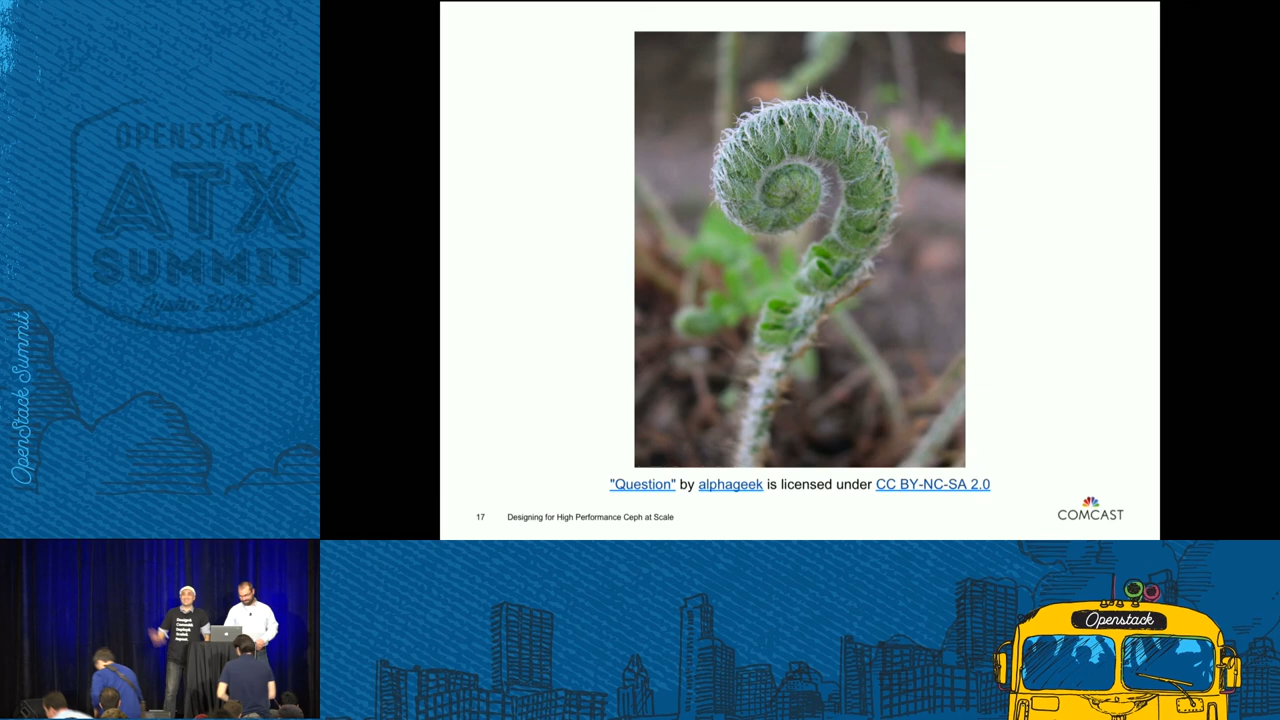 OPENSTACK
ATX
SUMMIT
Austin 2016
OpenStack Summit
"Question" by alphageek is licensed under CC BY-NC-SA 2.0
17 Designing for High Performance Ceph at Scale
COMCAST
Openstack